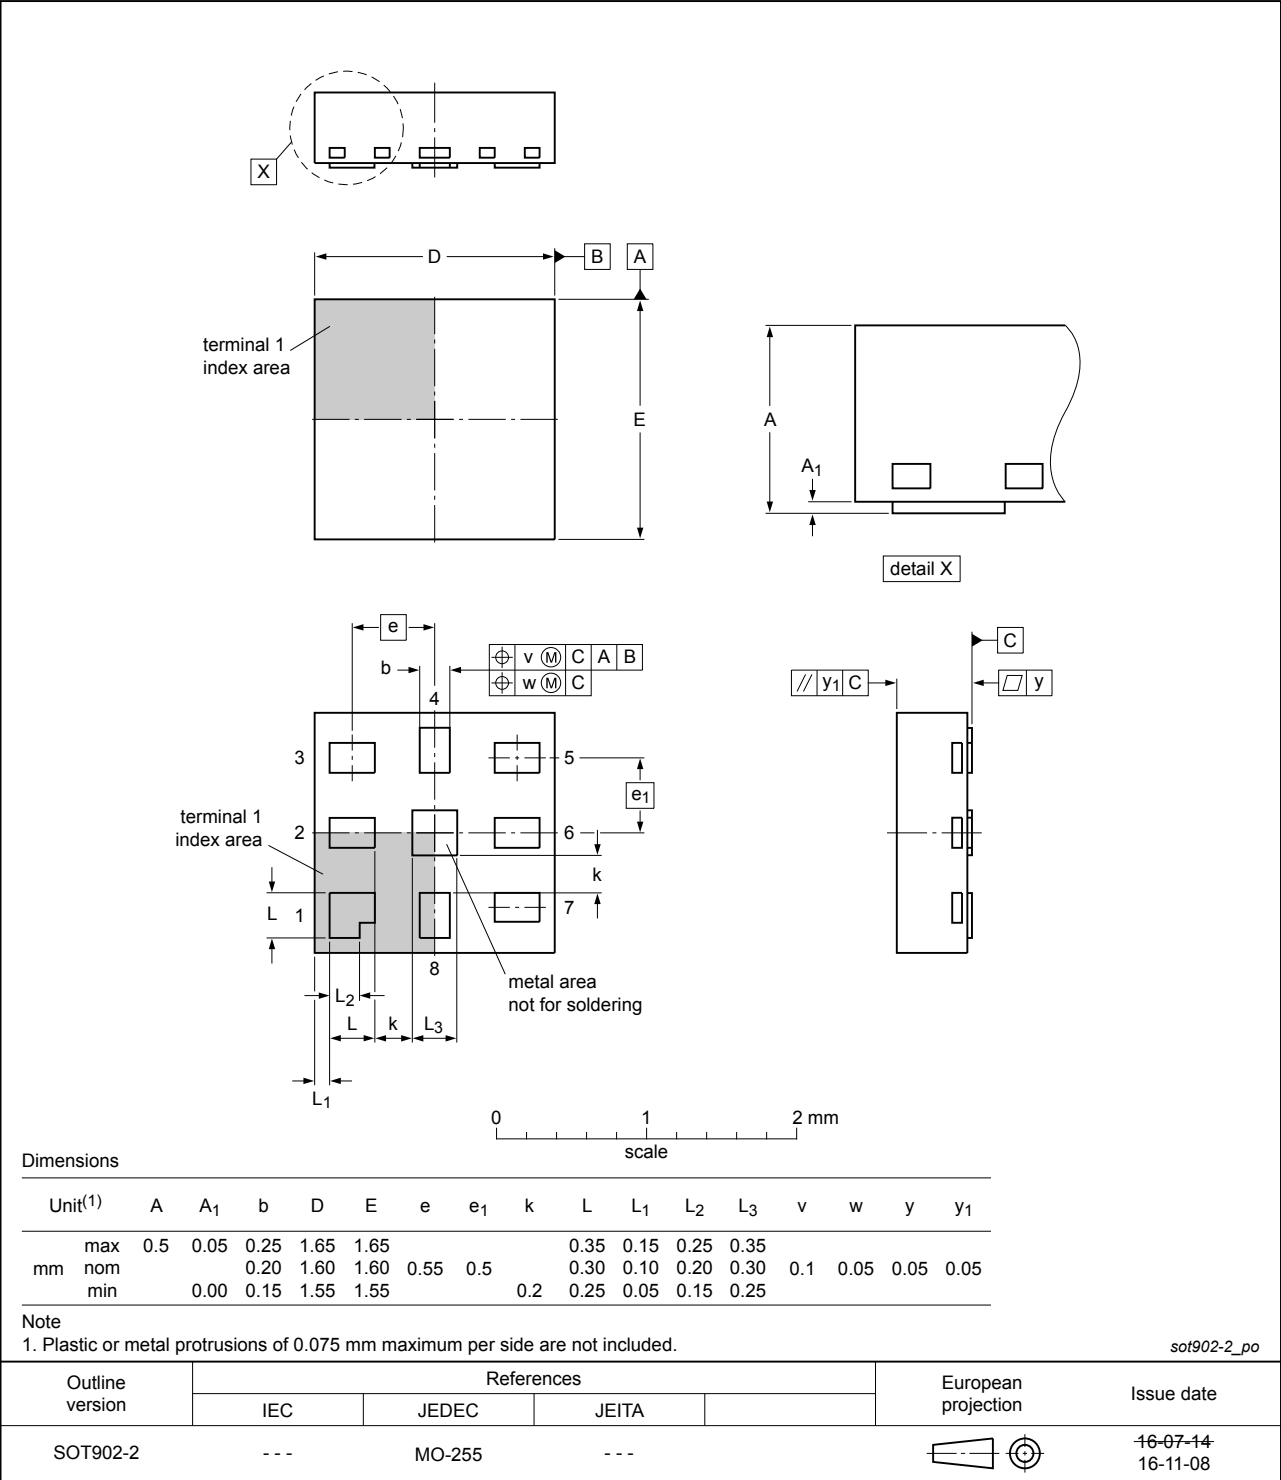 X
D
B
A
terminal 1
index area
E
A
A1
detail X
e
b
v M C A B
w M C
4
3
5
e1
terminal 1
index area
2
6
k
L
1
7
8
metal area
not for soldering
L2
L
k
L3
L1
C
// y1 C
y
0
1
2 mm
scale
Dimensions
Unit(1) A A1 b D E e e1 k L L1 L2 L3 v w y y1
max 0.5 0.05 0.25 1.65 1.65 0.35 0.15 0.25 0.35
mm nom 0.20 1.60 1.60 0.55 0.5 0.30 0.10 0.20 0.30 0.1 0.05 0.05 0.05
min 0.00 0.15 1.55 1.55 0.2 0.25 0.05 0.15 0.25
Note
1. Plastic or metal protrusions of 0.075 mm maximum per side are not included.
sot902-2_po
Outline
version
References
IEC
JEDEC
JEITA
European
projection
Issue date
SOT902-2
- - -
MO-255
- - -
16-07-14
16-11-08